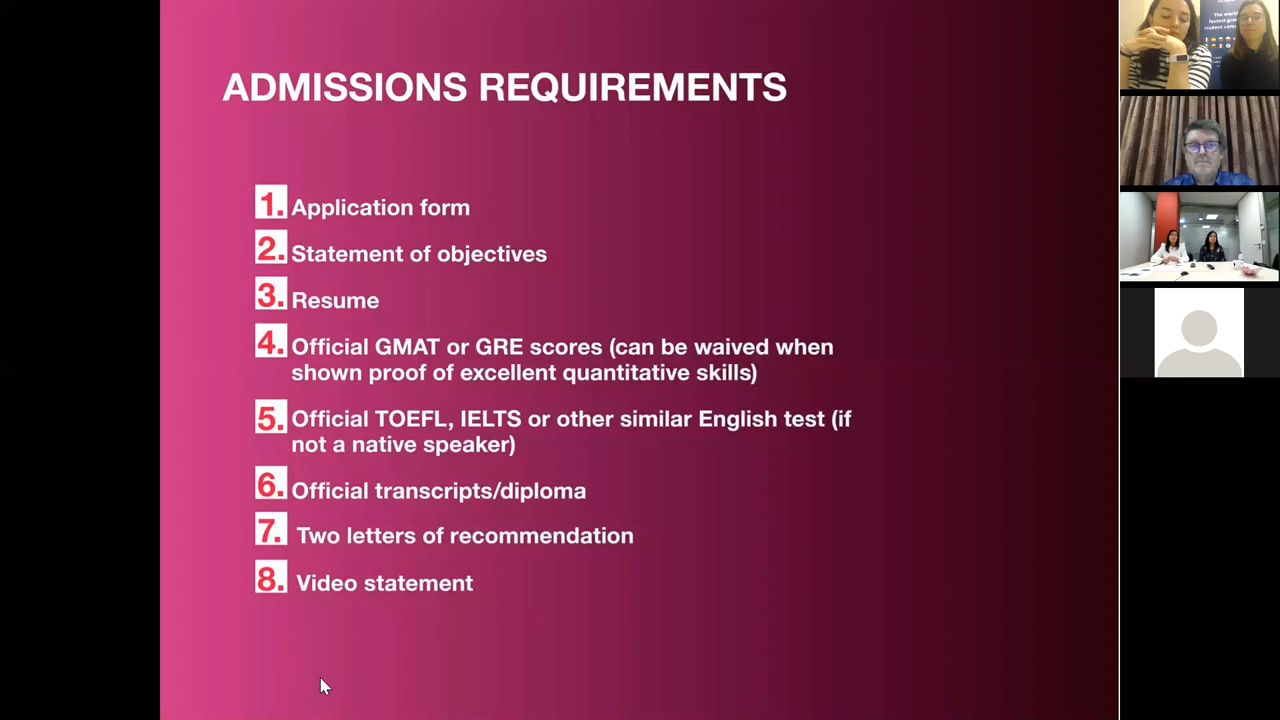 ADMISSIONS REQUIREMENTS
1. Application form
2. Statement of objectives
3. Resume
4. Official GMAT or GRE scores (can be waived when
shown proof of excellent quantitative skills)
5. Official TOEFL, IELTS or other similar English test (if
not a native speaker)
6. Official transcripts/diploma
7. Two letters of recommendation
8. Video statement
The world